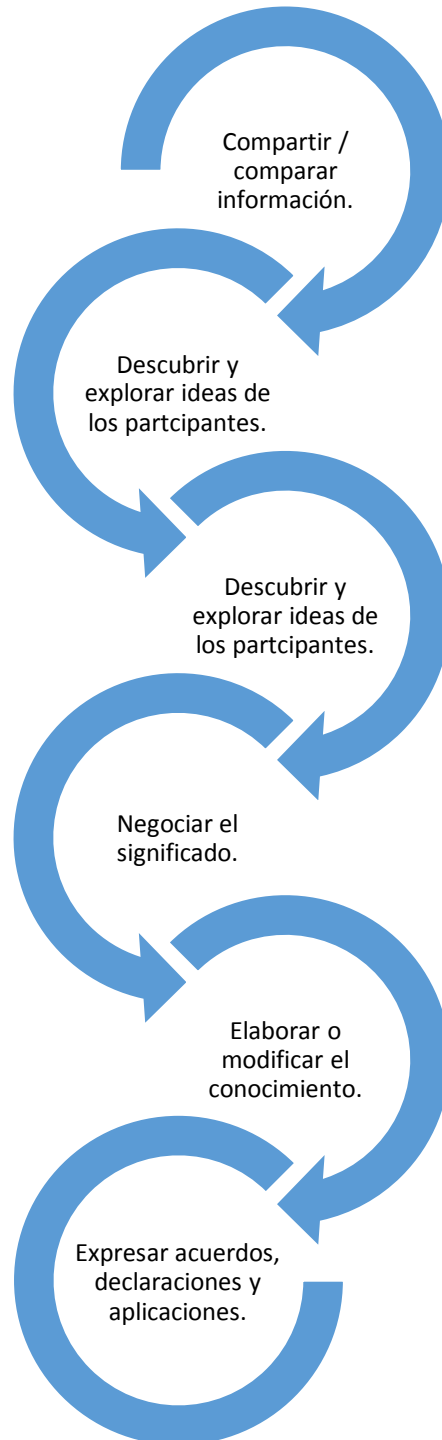 Compartir /
comparar
información.
Descubrir y
explorar ideas de
los partcipantes.
Descubrir y
explorar ideas de
los partcipantes.
Negociar el
significado.
Elaborar o
modificar el
conocimiento.
Expresar acuerdos,
declaraciones y
aplicaciones.